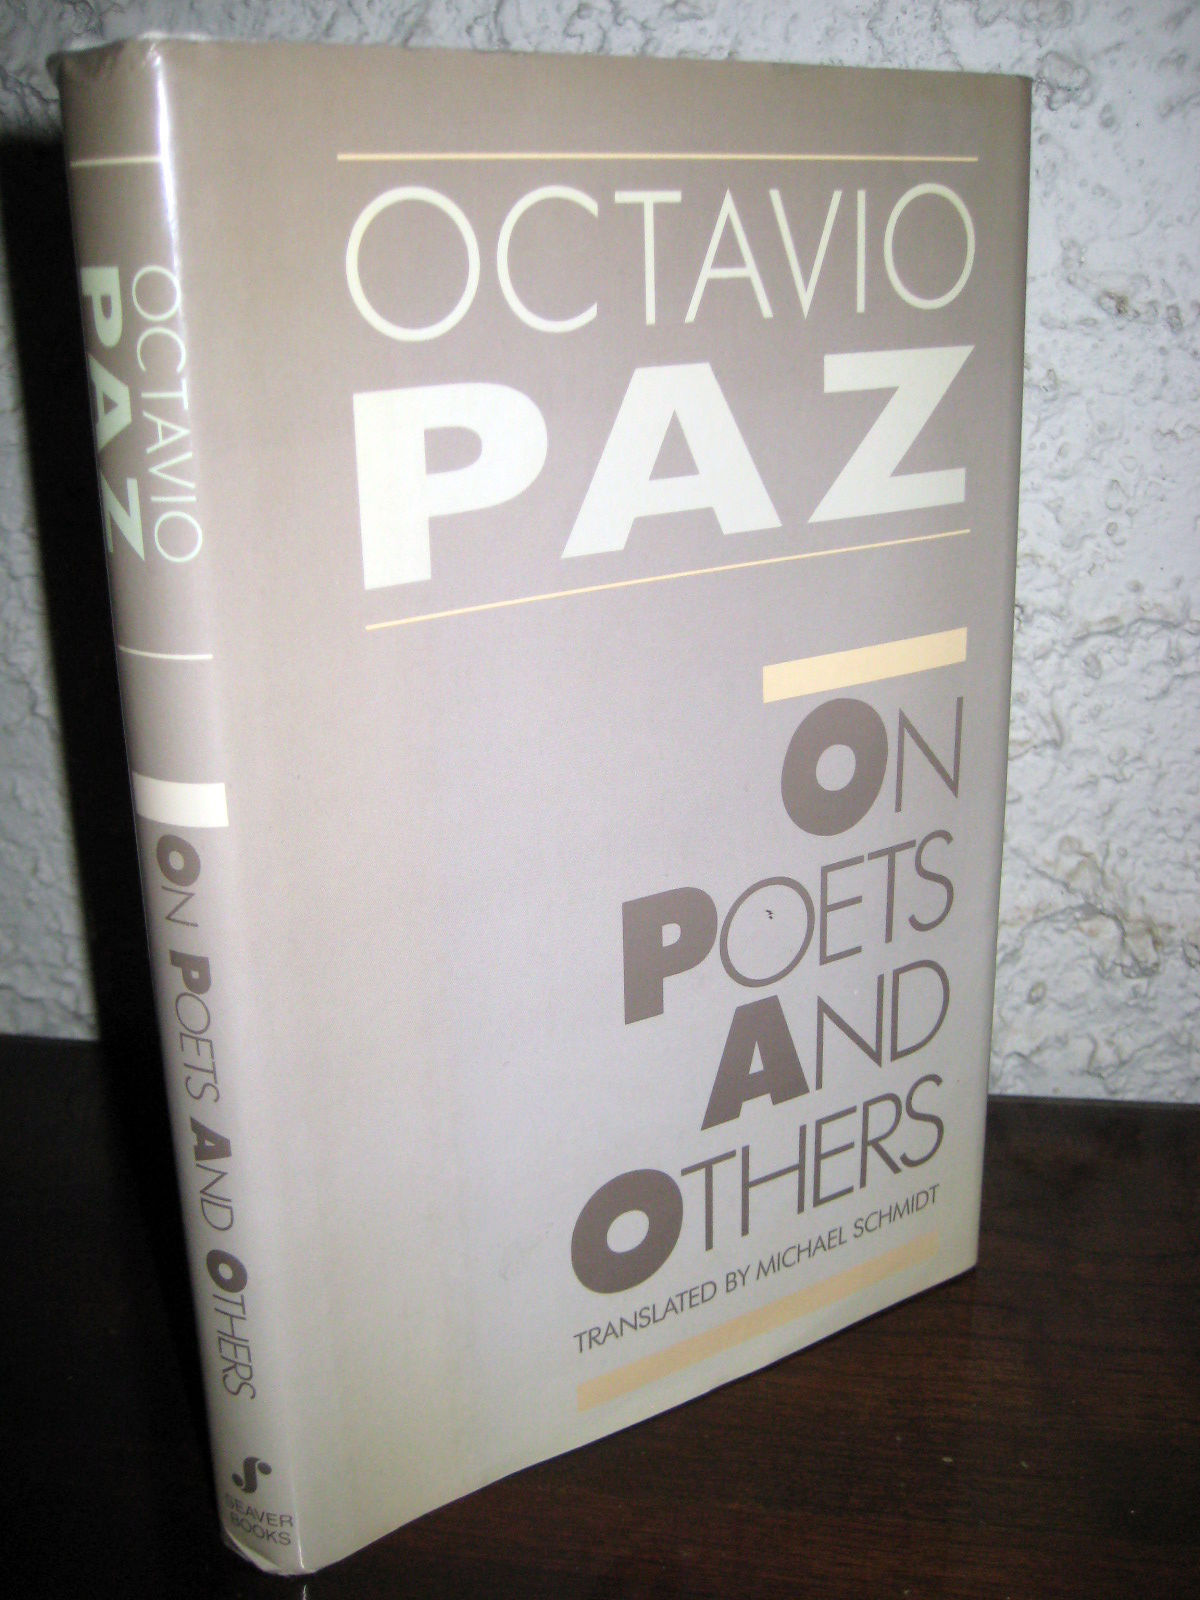 OCTAVIO
PAZ
ON
POETS
AND
OTHERS
TRANSLATED BY MICHAEL SCHMIDT
OCTAVIO
PAZ
ON POETS AND OTHERS
SEAVER
BOOKS